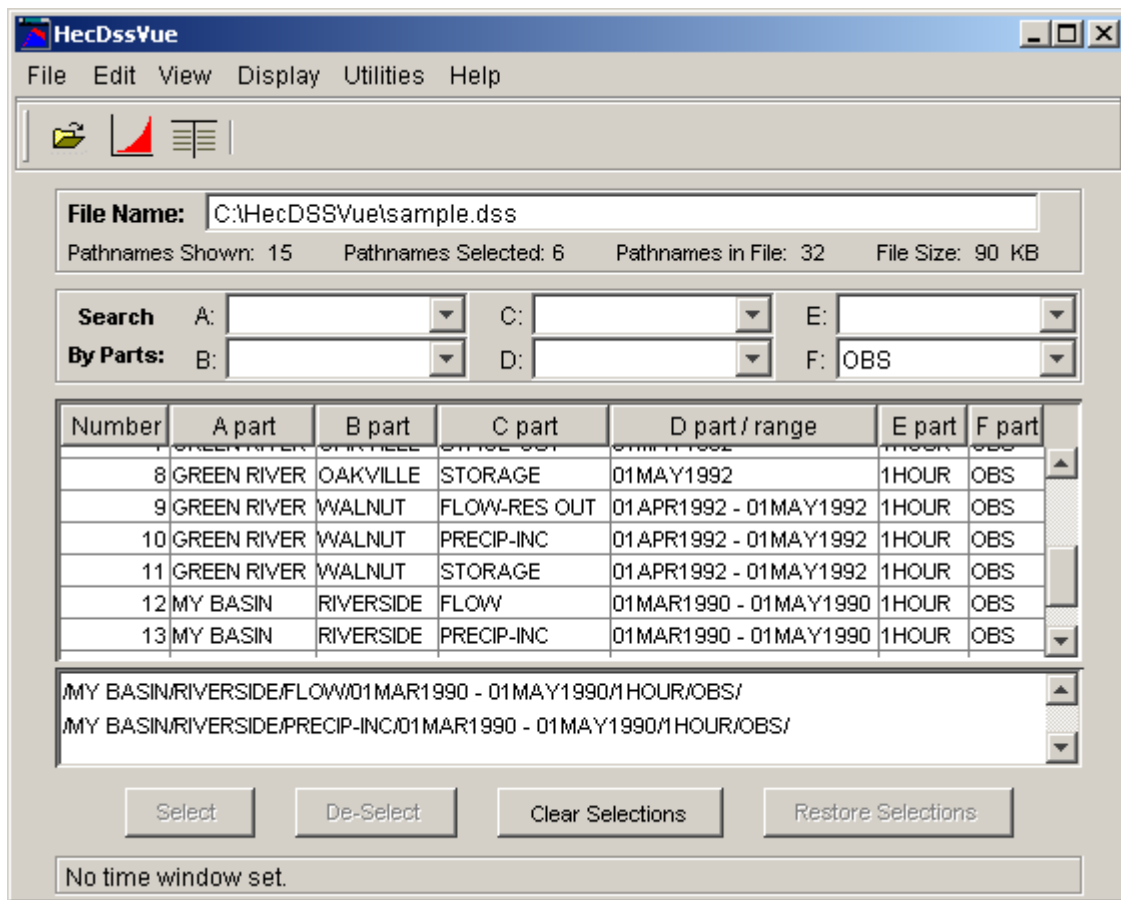 HecDssVue
File Edit View Display Utilities Help
File Name: C:\HecDSSVue\sample.dss
Pathnames Shown: 15 Pathnames Selected: 6 Pathnames in File: 32 File Size: 90 KB
Search A: C: E:
By Parts: B: D: F: OBS
Number A part B part C part D part / range E part F part
8 GREEN RIVER OAKVILLE STORAGE 01MAY1992 1HOUR OBS
9 GREEN RIVER WALNUT FLOW-RES OUT 01APR1992 - 01MAY1992 1HOUR OBS
10 GREEN RIVER WALNUT PRECIP-INC 01APR1992 - 01MAY1992 1HOUR OBS
11 GREEN RIVER WALNUT STORAGE 01APR1992 - 01MAY1992 1HOUR OBS
12 MY BASIN RIVERSIDE FLOW 01MAR1990 - 01MAY1990 1HOUR OBS
13 MY BASIN RIVERSIDE PRECIP-INC 01MAR1990 - 01MAY1990 1HOUR OBS
/MY BASIN/RIVERSIDE/FLOW/01MAR1990 - 01MAY1990/1HOUR/OBS/
/MY BASIN/RIVERSIDE/PRECIP-INC/01MAR1990 - 01MAY1990/1HOUR/OBS/
Select De-Select Clear Selections Restore Selections
No time window set.